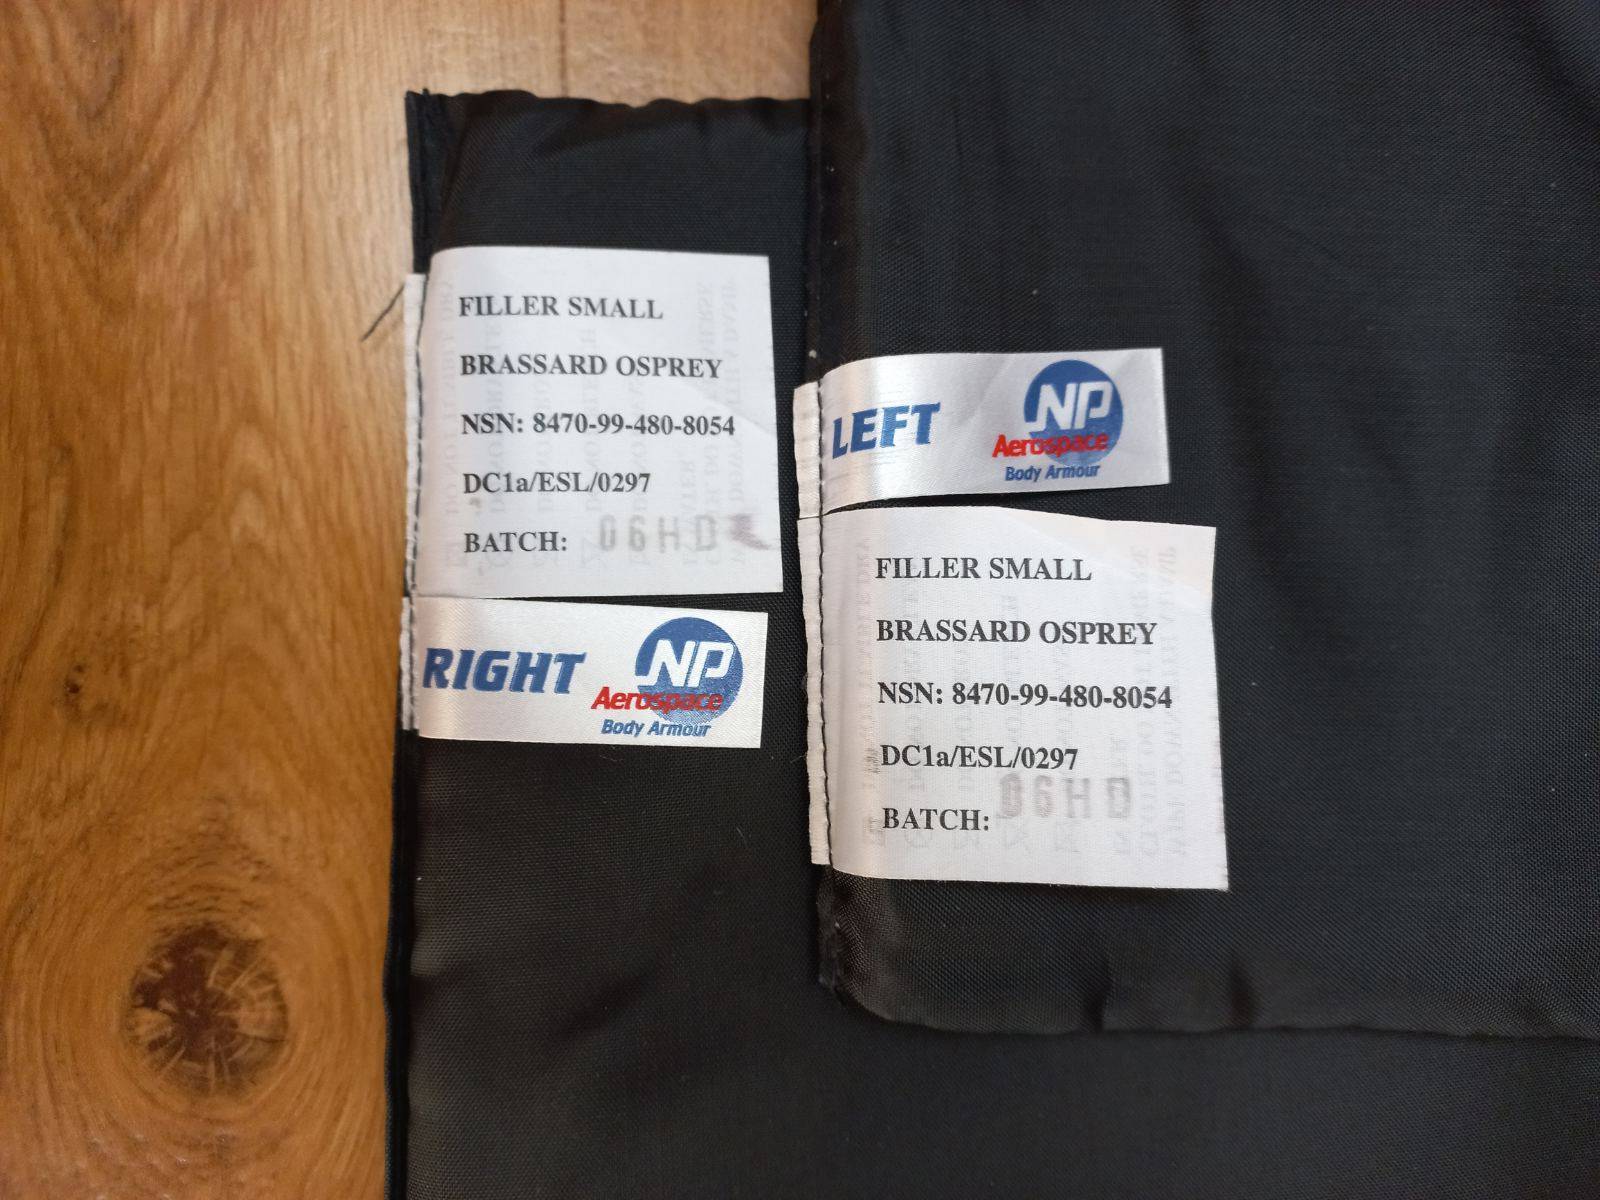 FILLER SMALL
BRASSARD OSPREY
NSN: 8470-99-480-8054
DC1a/ESL/0297
BATCH: 06HD
RIGHT
NP
Aerospace
Body Armour
LEFT
NP
Aerospace
Body Armour
FILLER SMALL
BRASSARD OSPREY
NSN: 8470-99-480-8054
DC1a/ESL/0297
BATCH: 06HD